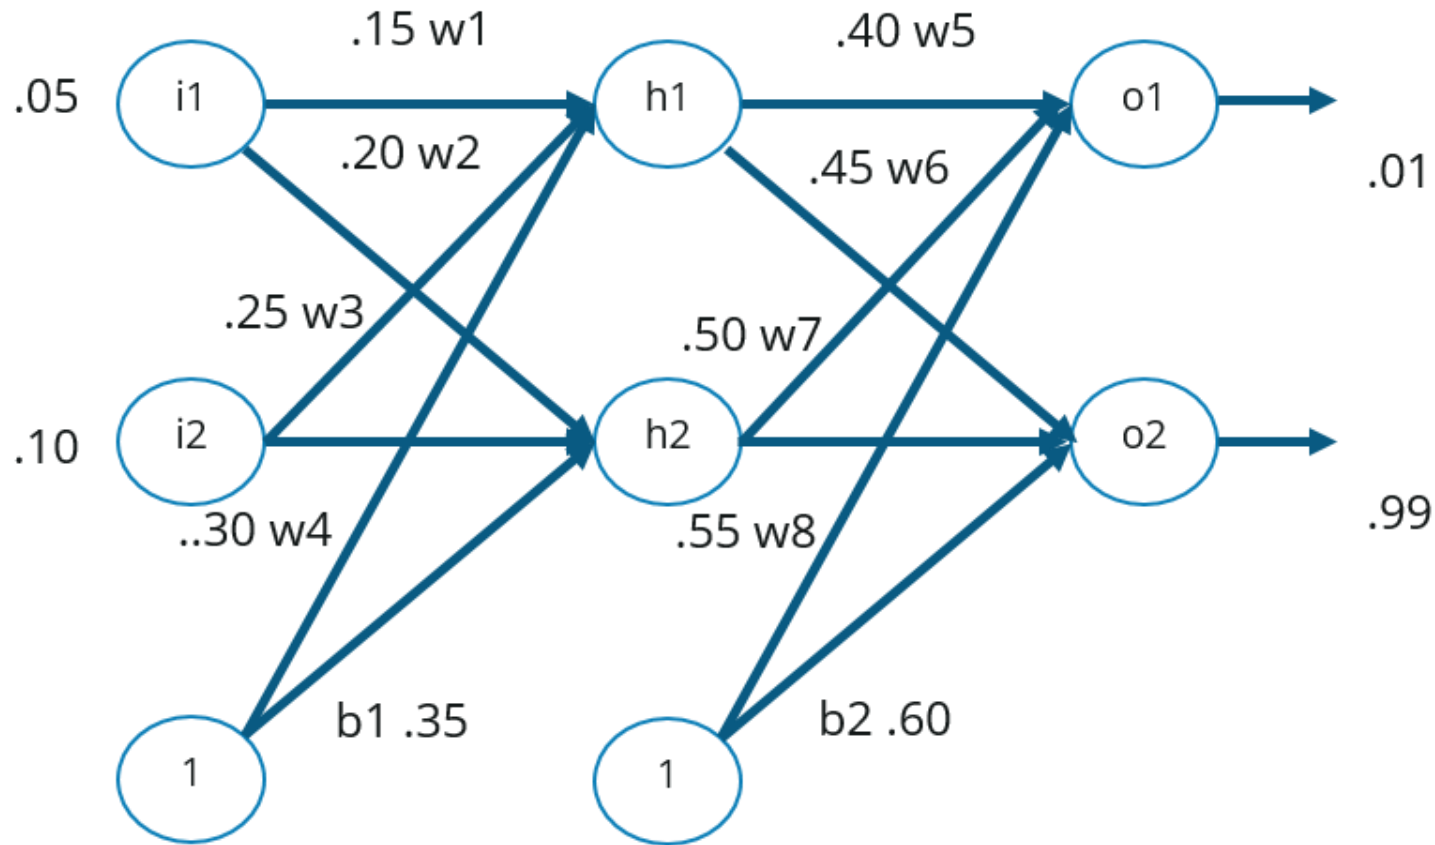 .15 w1
.40 w5
.05
i1
h1
o1
.20 w2
.45 w6
.01
.25 w3
.50 w7
.10
i2
h2
o2
..30 w4
.55 w8
.99
b1 .35
b2 .60
1
1